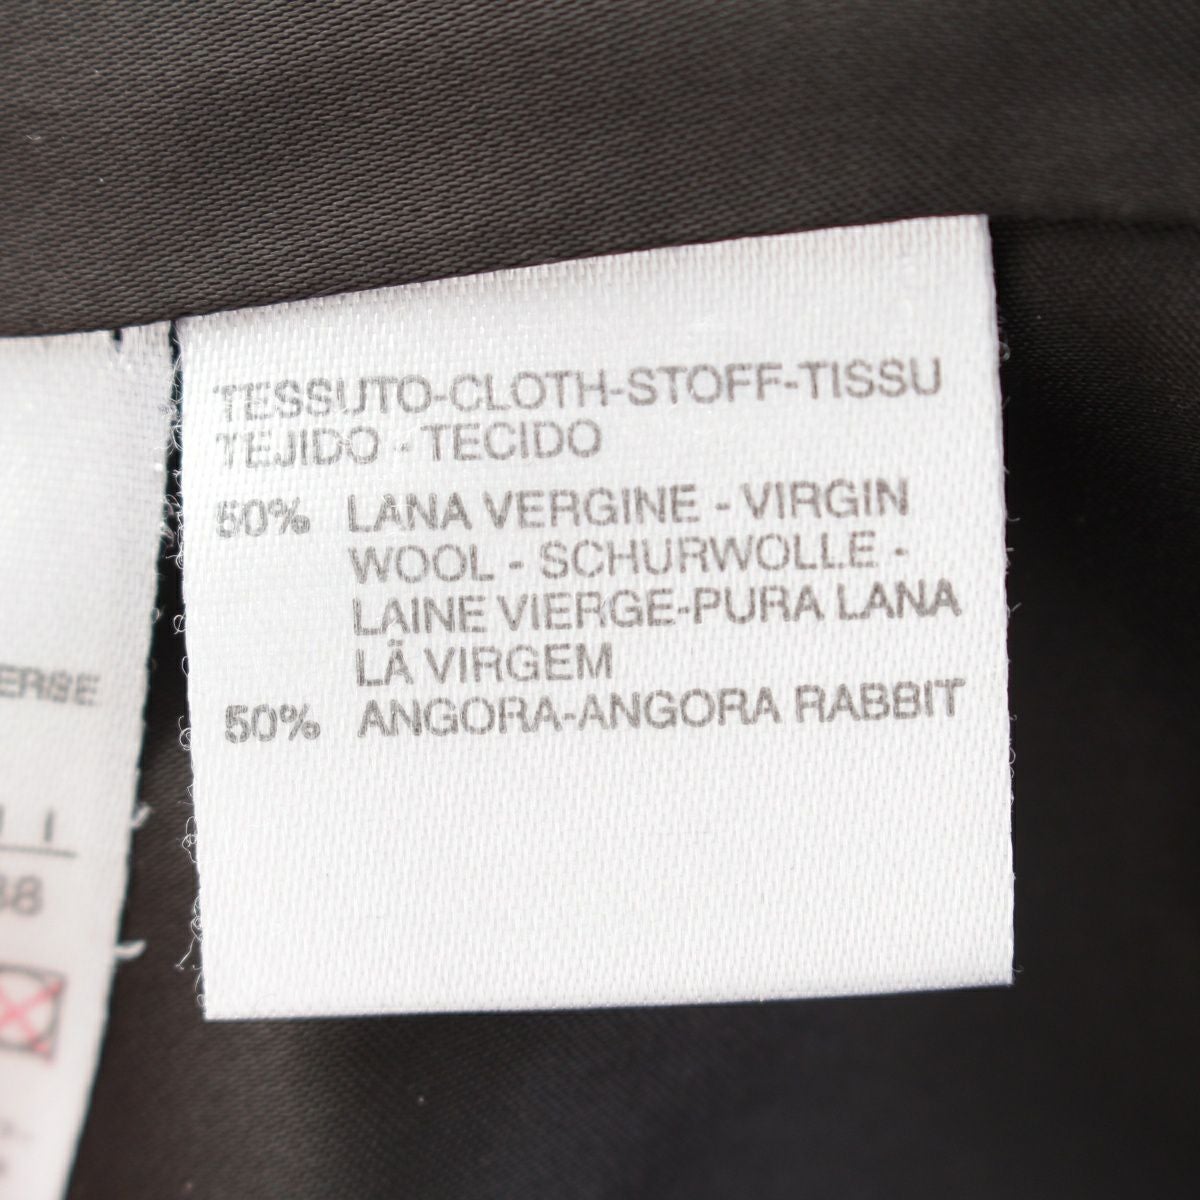 TESSUTO-CLOTH-STOFF-TISSU
TEJIDO - TECIDO
50% LANA VERGINE - VIRGIN
WOOL - SCHURWOLLE -
LAINE VIERGE-PURA LANA
LÃ VIRGEM
50% ANGORA-ANGORA RABBIT